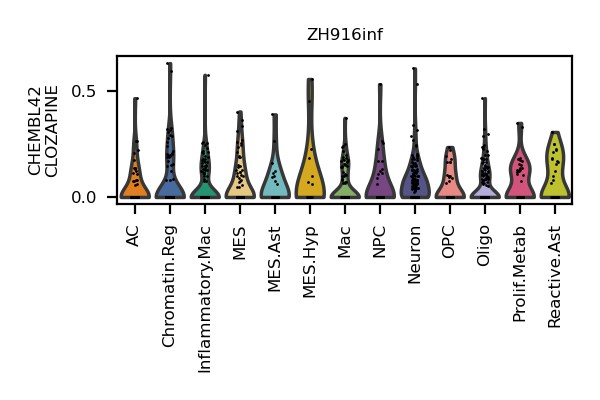 ZH916inf
CHEMBL42
CLOZAPINE
0.5
0.0
AC
Chromatin.Reg
Inflammatory.Mac
MES
MES.Ast
MES.Hyp
Mac
NPC
Neuron
OPC
Oligo
Prolif.Metab
Reactive.Ast